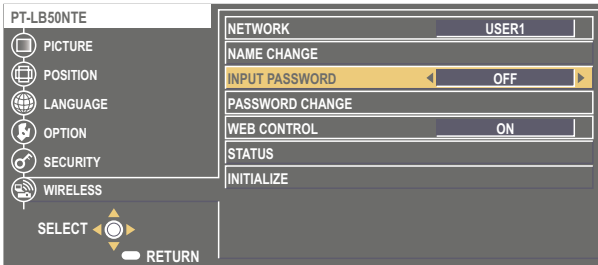 PT-LB50NTE
PICTURE
POSITION
LANGUAGE
OPTION
SECURITY
WIRELESS
SELECT
RETURN
NETWORK USER1
NAME CHANGE
INPUT PASSWORD OFF
PASSWORD CHANGE
WEB CONTROL ON
STATUS
INITIALIZE